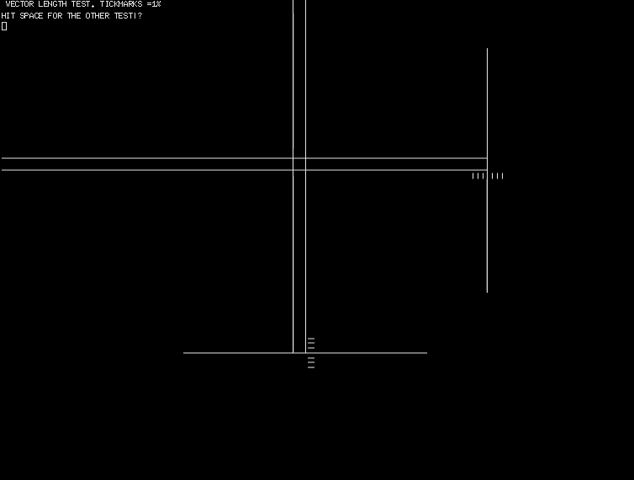 VECTOR LENGTH TEST. TICKMARKS =1%
HIT SPACE FOR THE OTHER TEST!?